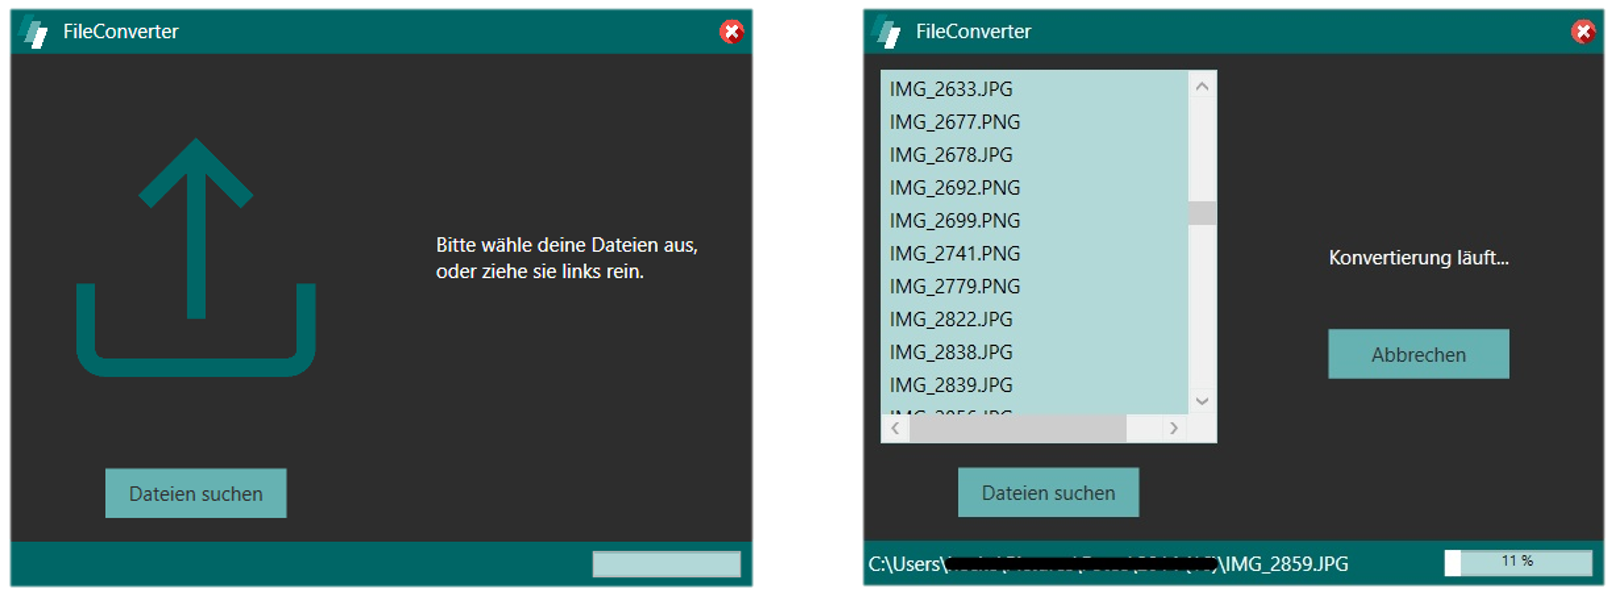 FileConverter
Bitte wähle deine Dateien aus,
oder ziehe sie links rein.
Dateien suchen
FileConverter
IMG_2633.JPG
IMG_2677.PNG
IMG_2678.JPG
IMG_2692.PNG
IMG_2699.PNG
IMG_2741.PNG
IMG_2779.PNG
IMG_2822.JPG
IMG_2838.JPG
IMG_2839.JPG
Konvertierung läuft...
Abbrechen
Dateien suchen
C:\Users\ \IMG_2859.JPG
11 %